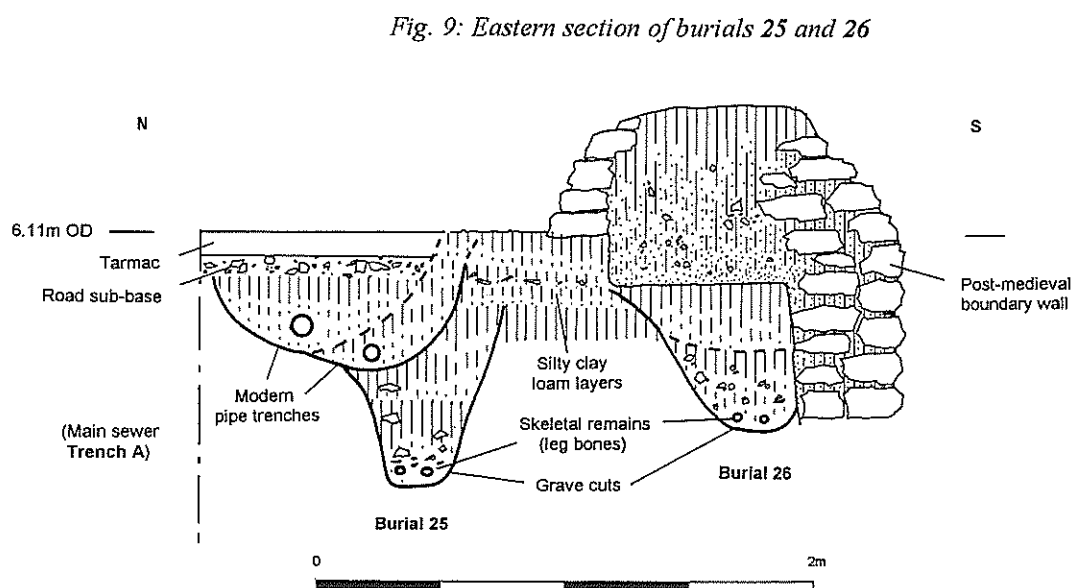 Fig. 9: Eastern section of burials 25 and 26
N
S
6.11m OD
Tarmac
Road sub-base
Post-medieval
boundary wall
Modern
pipe trenches
Silty clay
loam layers
(Main sewer
Trench A)
Skeletal remains
(leg bones)
Grave cuts
Burial 26
Burial 25
0
2m